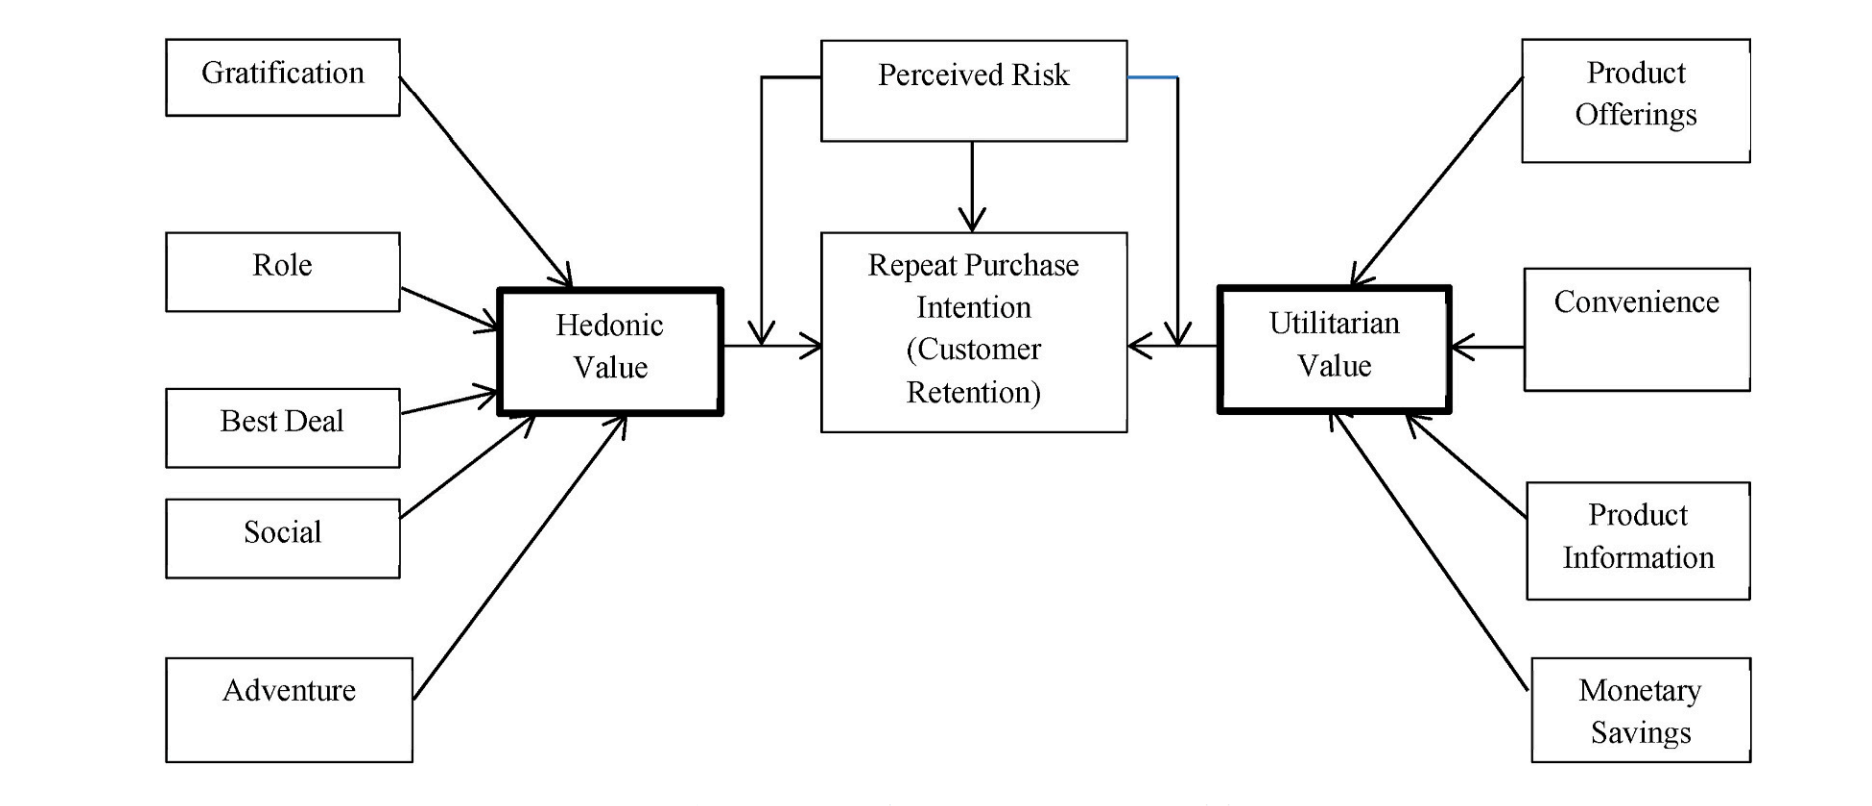 Gratification
Role
Best Deal
Social
Adventure
Hedonic
Value
Perceived Risk
Repeat Purchase
Intention
(Customer
Retention)
Utilitarian
Value
Product
Offerings
Convenience
Product
Information
Monetary
Savings